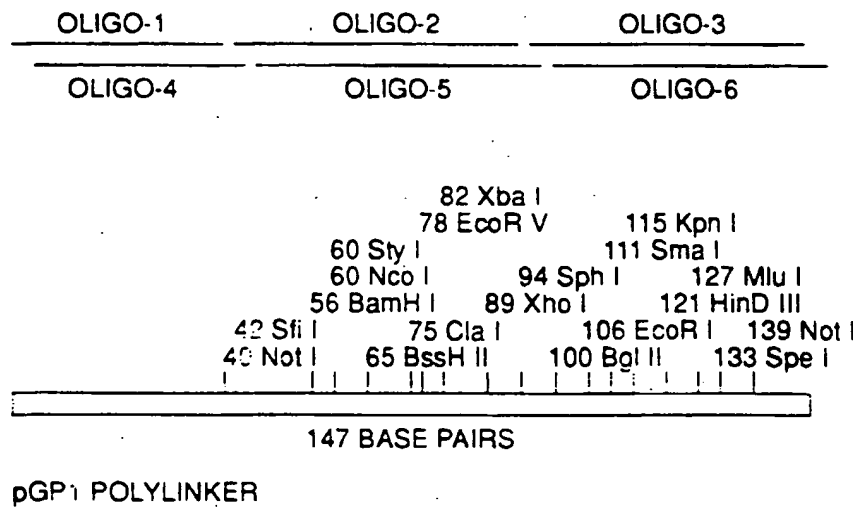 OLIGO-1 OLIGO-2 OLIGO-3
OLIGO-4 OLIGO-5 OLIGO-6
82 Xba I
78 EcoR V 115 Kpn I
60 Sty I 111 Sma I
60 Nco I 94 Sph I 127 Mlu I
56 BamH I 89 Xho I 121 HinD III
42 Sfi I 75 Cla I 106 EcoR I 139 Not I
Not I 65 BssH II 100 Bgl II 133 Spe I
147 BASE PAIRS
pGP1 POLYLINKER